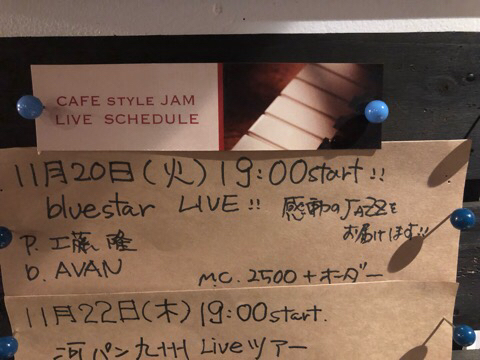 CAFE STYLE JAM
LIVE SCHEDULE
11月20日(火) 19:00start!!
bluestar LIVE!! 感動のJAZZを
お届けします!!
P. 工藤 隆
b. AVAN
M.C. 2500+オーダー
11月22日(木) 19:00start.
河パン九州Liveツアー